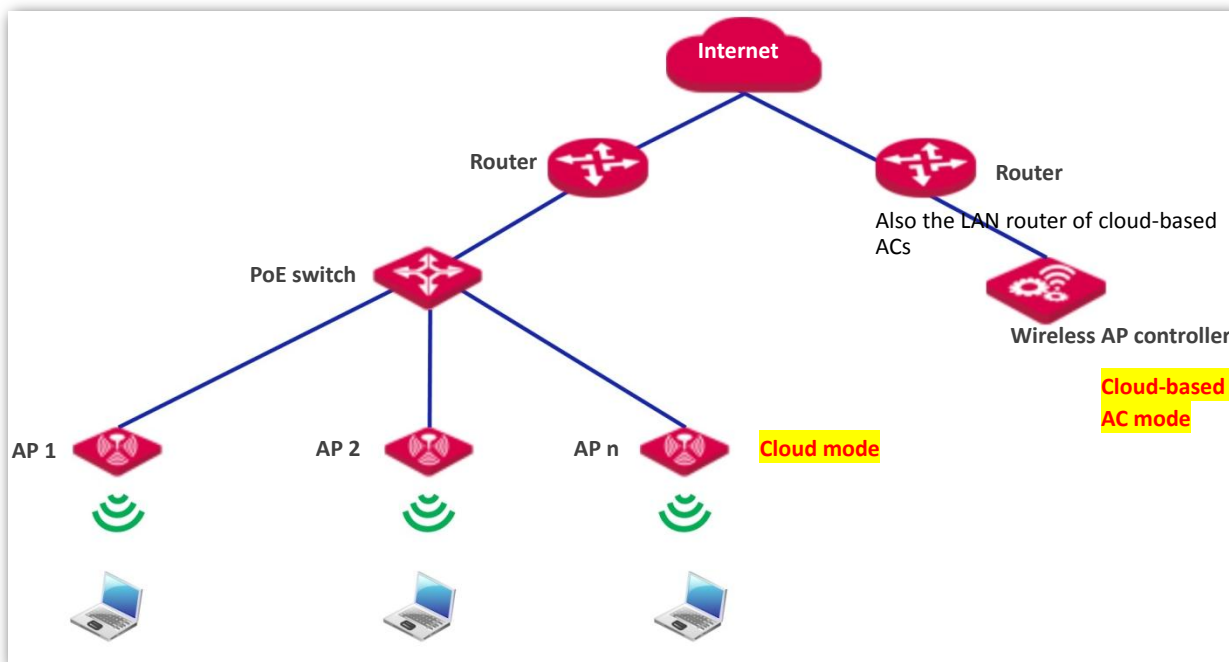 Internet
Router
Router
Also the LAN router of cloud-based
ACs
PoE switch
Wireless AP controller
Cloud-based
AC mode
AP 1
AP 2
AP n
Cloud mode